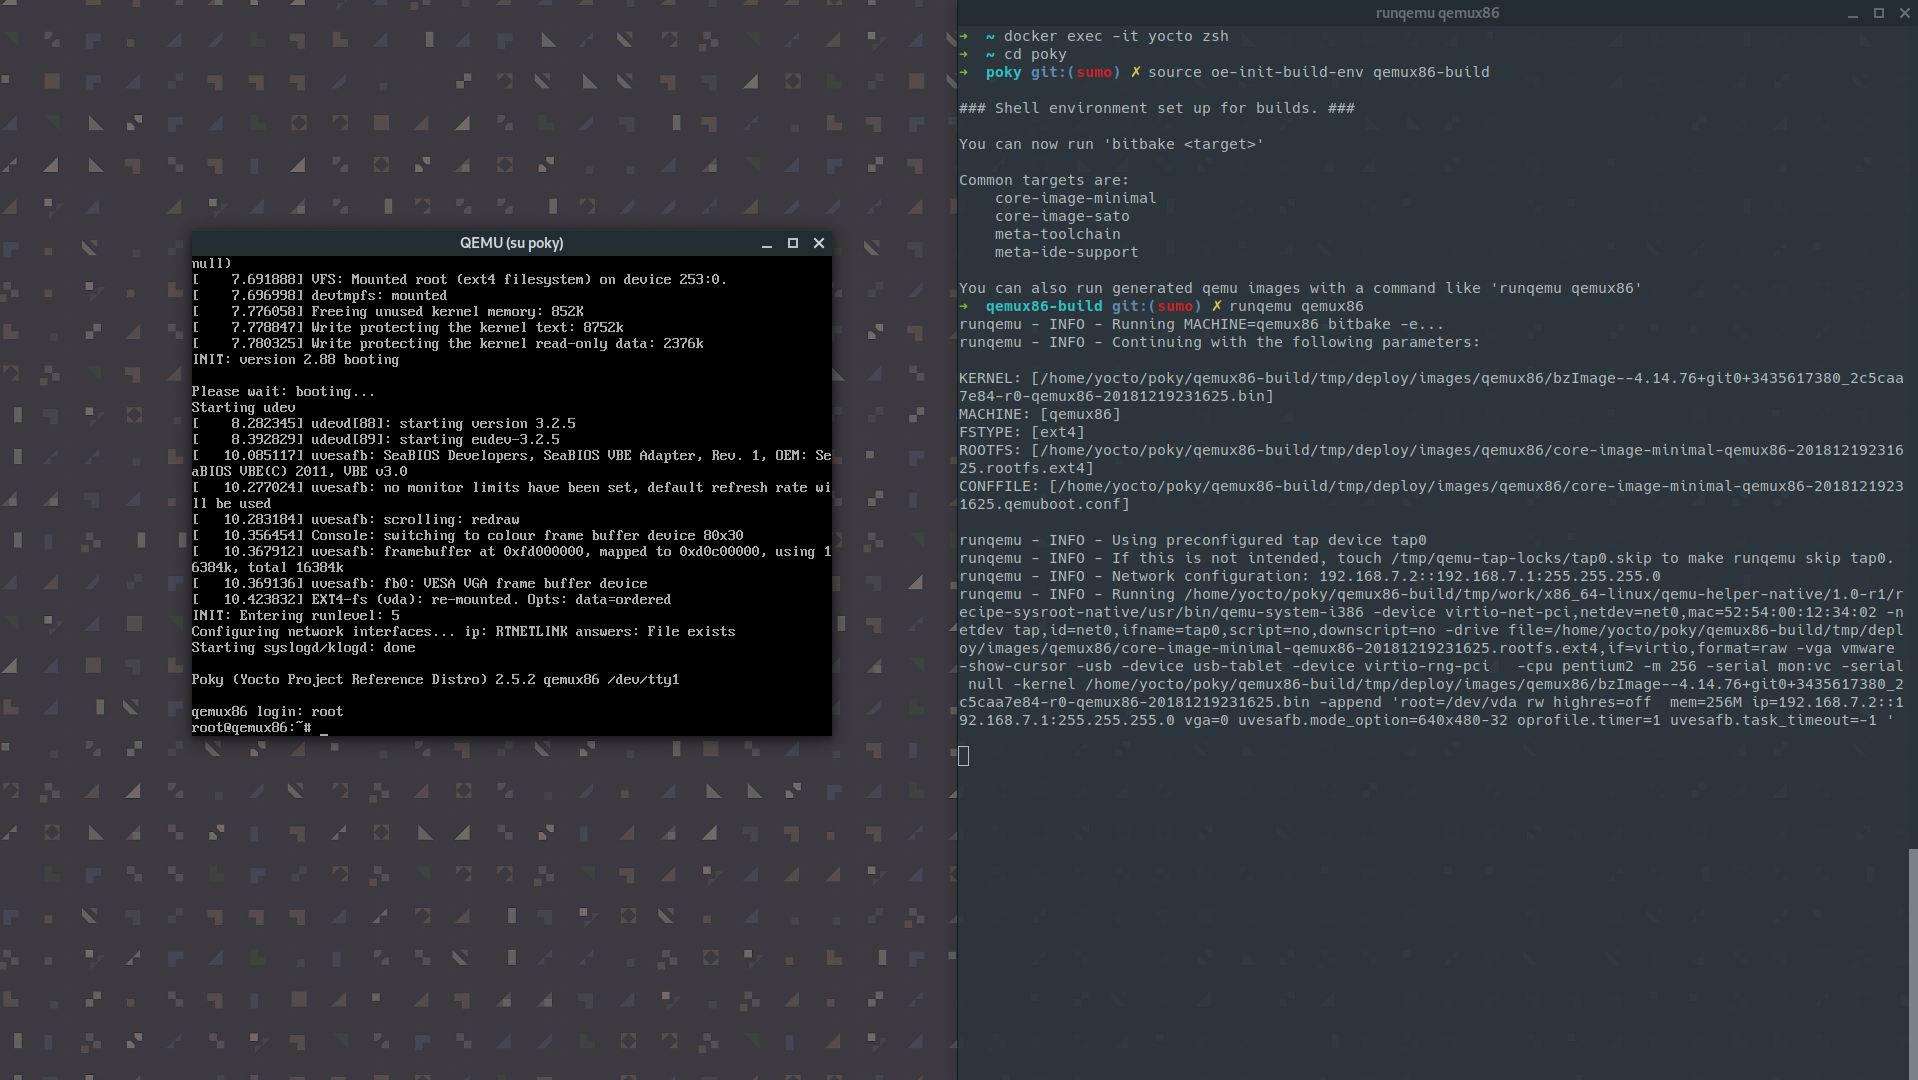 QEMU (su poky)
null)
[    7.691888] VFS: Mounted root (ext4 filesystem) on device 253:0.
[    7.696998] devtmpfs: mounted
[    7.776058] Freeing unused kernel memory: 852K
[    7.778847] Write protecting the kernel text: 8752k
[    7.780325] Write protecting the kernel read-only data: 2376k
INIT: version 2.88 booting

Please wait: booting...
Starting udev
[    8.282345] udevd[88]: starting version 3.2.5
[    8.392829] udevd[89]: starting eudev-3.2.5
[   10.085117] uvesafb: SeaBIOS Developers, SeaBIOS VBE Adapter, Rev. 1, OEM: Se
aBIOS VBE(C) 2011, VBE v3.0
[   10.277024] uvesafb: no monitor limits have been set, default refresh rate wi
ll be used
[   10.283184] uvesafb: scrolling: redraw
[   10.356454] Console: switching to colour frame buffer device 80x30
[   10.367912] uvesafb: framebuffer at 0xfd000000, mapped to 0xd0c00000, using 1
6384k, total 16384k
[   10.369136] uvesafb: fb0: VESA VGA frame buffer device
[   10.423832] EXT4-fs (vda): re-mounted. Opts: data=ordered
INIT: Entering runlevel: 5
Configuring network interfaces... ip: RTNETLINK answers: File exists
Starting syslogd/klogd: done

Poky (Yocto Project Reference Distro) 2.5.2 qemux86 /dev/tty1

qemux86 login: root
root@qemux86:~# _
runqemu qemux86
➜  ~ docker exec -it yocto zsh
➜  ~ cd poky
➜  poky git:(sumo) ✗ source oe-init-build-env qemux86-build

### Shell environment set up for builds. ###

You can now run 'bitbake <target>'

Common targets are:
    core-image-minimal
    core-image-sato
    meta-toolchain
    meta-ide-support

You can also run generated qemu images with a command like 'runqemu qemux86'
➜  qemux86-build git:(sumo) ✗ runqemu qemux86
runqemu - INFO - Running MACHINE=qemux86 bitbake -e...
runqemu - INFO - Continuing with the following parameters:

KERNEL: [/home/yocto/poky/qemux86-build/tmp/deploy/images/qemux86/bzImage--4.14.76+git0+3435617380_2c5caa
7e84-r0-qemux86-20181219231625.bin]
MACHINE: [qemux86]
FSTYPE: [ext4]
ROOTFS: [/home/yocto/poky/qemux86-build/tmp/deploy/images/qemux86/core-image-minimal-qemux86-201812192316
25.rootfs.ext4]
CONFFILE: [/home/yocto/poky/qemux86-build/tmp/deploy/images/qemux86/core-image-minimal-qemux86-2018121923
1625.qemuboot.conf]

runqemu - INFO - Using preconfigured tap device tap0
runqemu - INFO - If this is not intended, touch /tmp/qemu-tap-locks/tap0.skip to make runqemu skip tap0.
runqemu - INFO - Network configuration: 192.168.7.2::192.168.7.1:255.255.255.0
runqemu - INFO - Running /home/yocto/poky/qemux86-build/tmp/work/x86_64-linux/qemu-helper-native/1.0-r1/r
ecipe-sysroot-native/usr/bin/qemu-system-i386 -device virtio-net-pci,netdev=net0,mac=52:54:00:12:34:02 -n
etdev tap,id=net0,ifname=tap0,script=no,downscript=no -drive file=/home/yocto/poky/qemux86-build/tmp/depl
oy/images/qemux86/core-image-minimal-qemux86-20181219231625.rootfs.ext4,if=virtio,format=raw -vga vmware
-show-cursor -usb -device usb-tablet -device virtio-rng-pci   -cpu pentium2 -m 256 -serial mon:vc -serial
 null -kernel /home/yocto/poky/qemux86-build/tmp/deploy/images/qemux86/bzImage--4.14.76+git0+3435617380_2
c5caa7e84-r0-qemux86-20181219231625.bin -append 'root=/dev/vda rw highres=off  mem=256M ip=192.168.7.2::1
92.168.7.1:255.255.255.0 vga=0 uvesafb.mode_option=640x480-32 oprofile.timer=1 uvesafb.task_timeout=-1 '